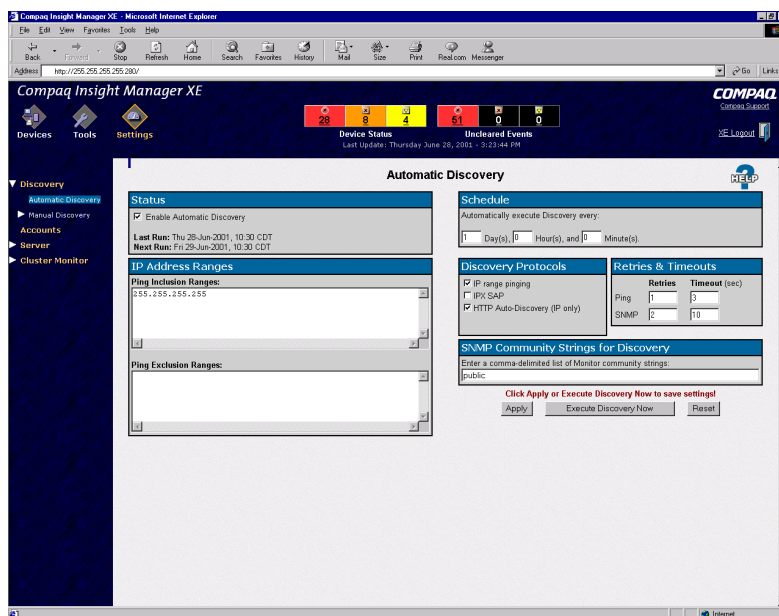 Compaq Insight Manager XE - Microsoft Internet Explorer
File Edit View Favorites Tools Help
Back Forward Stop Refresh Home Search Favorites History Mail Size Print Real.com Messenger
Address http://255.255.255.255:280/ Go Links
Compaq Insight Manager XE
COMPAQ
Compaq Support
28 8 4 51 0 0
Devices Tools Settings
Device Status Uncleared Events
XE Logout
Last Update: Thursday June 28, 2001 - 3:23:44 PM
Automatic Discovery
HELP
Discovery
Automatic Discovery
Manual Discovery
Accounts
Server
Cluster Monitor
Status
Enable Automatic Discovery
Last Run: Thu 28-Jun-2001, 10:30 CDT
Next Run: Fri 29-Jun-2001, 10:30 CDT
Schedule
Automatically execute Discovery every:
1 Day(s), 0 Hour(s), and 0 Minute(s).
IP Address Ranges
Ping Inclusion Ranges:
255.255.255.255
Ping Exclusion Ranges:
Discovery Protocols
IP range pinging
IPX SAP
HTTP Auto-Discovery (IP only)
Retries & Timeouts
Retries Timeout (sec)
Ping 1 3
SNMP 2 10
SNMP Community Strings for Discovery
Enter a comma-delimited list of Monitor community strings:
public
Click Apply or Execute Discovery Now to save settings!
Apply Execute Discovery Now Reset
Internet